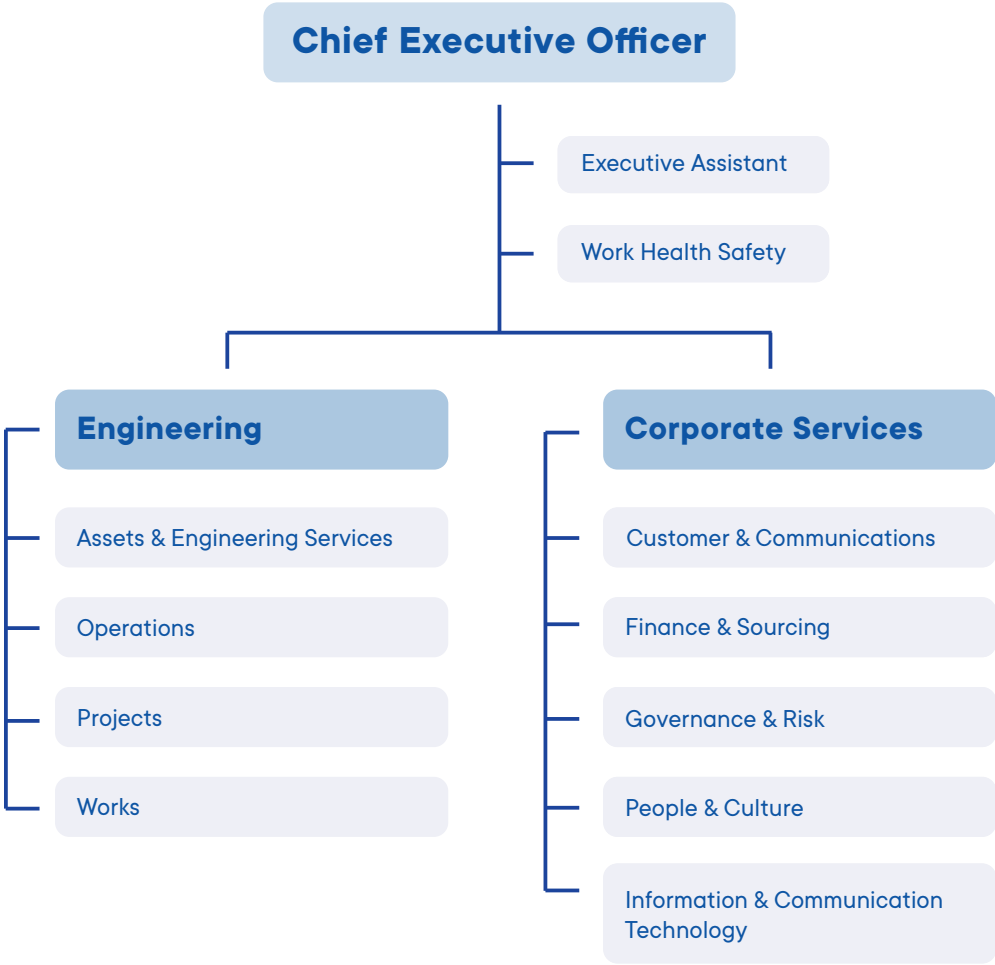 Chief Executive Officer
Executive Assistant
Work Health Safety
Engineering
Assets & Engineering Services
Operations
Projects
Works
Corporate Services
Customer & Communications
Finance & Sourcing
Governance & Risk
People & Culture
Information & Communication
Technology